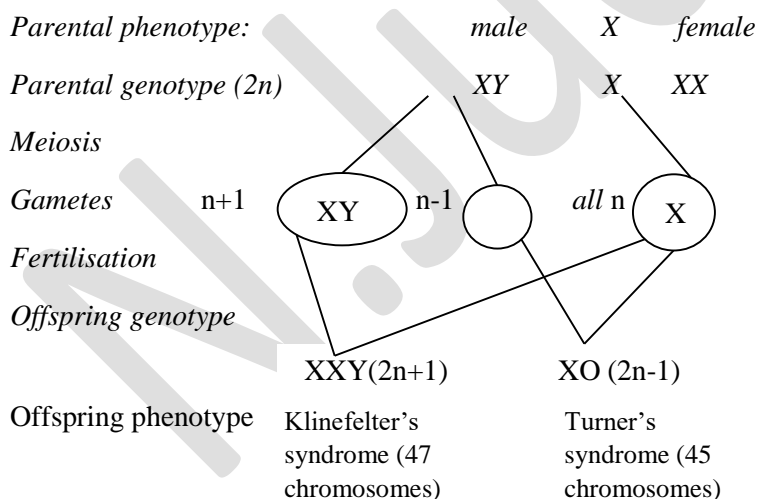 Parental phenotype: male X female
Parental genotype (2n) XY X XX
Meiosis
Gametes n+1 XY n-1 all n X
Fertilisation
Offspring genotype
XXY(2n+1) XO (2n-1)
Offspring phenotype Klinefelter's Turner's
syndrome (47 syndrome (45
chromosomes) chromosomes)